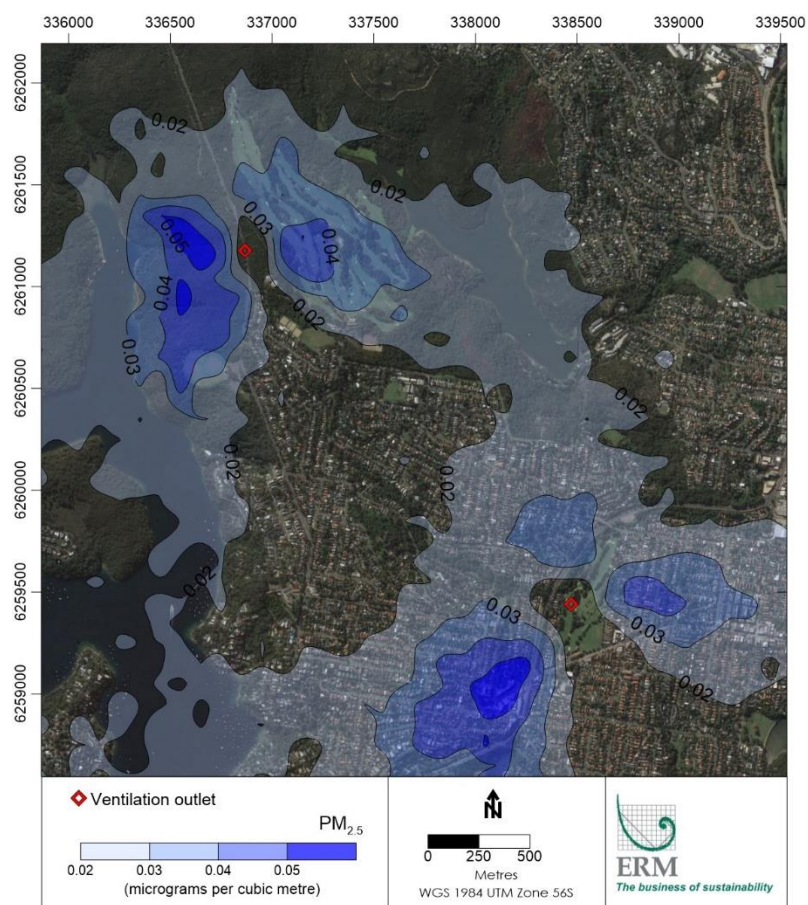 336000 336500 337000 337500 338000 338500 339000 339500
6262000
6261500
6261000
6260500
6260000
6259500
6259000
0.02
0.02
0.03
0.05
0.04
0.04
0.02
0.03
0.02
0.02
0.02
0.02
0.03
0.03
0.02
Ventilation outlet
PM2.5
0.02 0.03 0.04 0.05
(micrograms per cubic metre)
N
0 250 500
Metres
WGS 1984 UTM Zone 56S
ERM
The business of sustainability